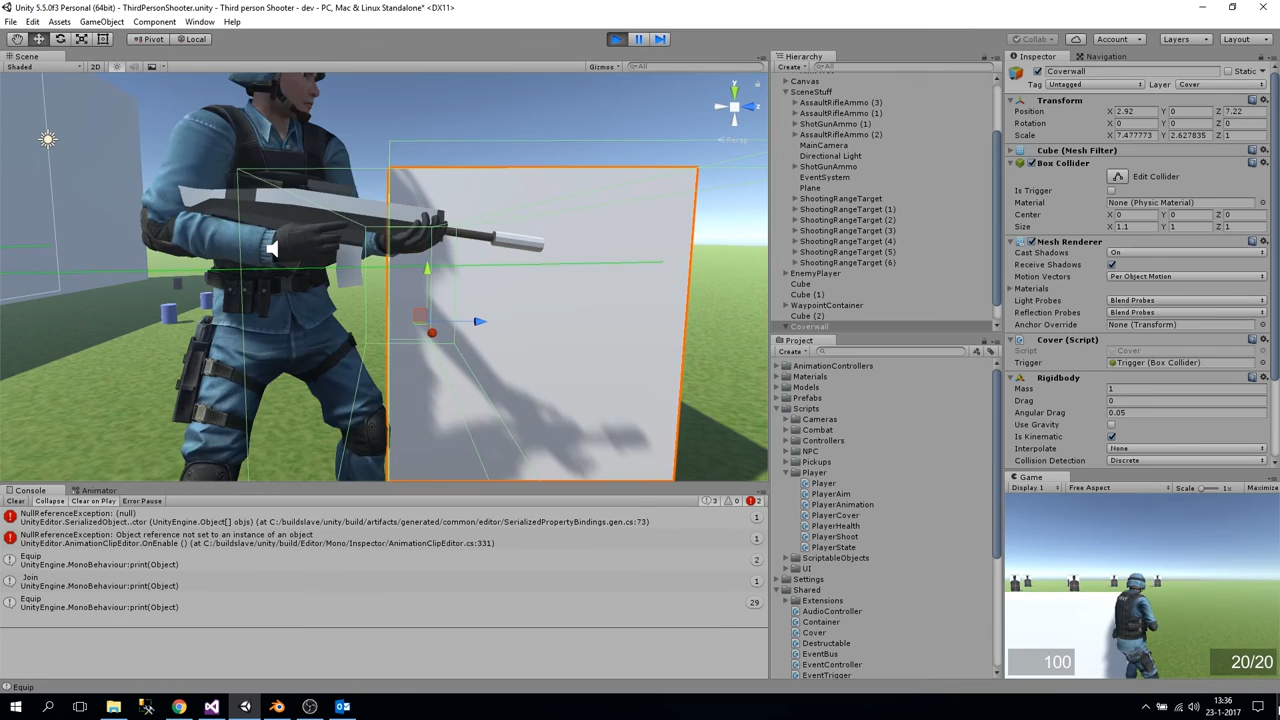 Unity 5.5.0f3 Personal (64bit) - ThirdPersonShooter.unity - Third person Shooter - dev - PC, Mac & Linux Standalone* <DX11>
File Edit Assets GameObject Component Window Help
Pivot Local Collab Account Layers Layout
Scene
Shaded 2D Gizmos All
y
z
Persp
Console Animator
Clear Collapse Clear on Play Error Pause 3 0 2
NullReferenceException: (null) 1
UnityEditor.SerializedObject..ctor (UnityEngine.Object[] objs) (at C:/buildslave/unity/build/artifacts/generated/common/editor/SerializedPropertyBindings.gen.cs:73)
NullReferenceException: Object reference not set to an instance of an object 1
UnityEditor.AnimationClipEditor.OnEnable () (at C:/buildslave/unity/build/Editor/Mono/Inspector/AnimationClipEditor.cs:331)
Equip 2
UnityEngine.MonoBehaviour:print(Object)
Join 1
UnityEngine.MonoBehaviour:print(Object)
Equip 29
UnityEngine.MonoBehaviour:print(Object)
Equip
Hierarchy
Create All
Canvas
SceneStuff
AssaultRifleAmmo (3)
AssaultRifleAmmo (1)
ShotGunAmmo (1)
AssaultRifleAmmo (2)
MainCamera
Directional Light
ShotGunAmmo
EventSystem
Plane
ShootingRangeTarget
ShootingRangeTarget (1)
ShootingRangeTarget (2)
ShootingRangeTarget (3)
ShootingRangeTarget (4)
ShootingRangeTarget (5)
ShootingRangeTarget (6)
EnemyPlayer
Cube
Cube (1)
WaypointContainer
Cube (2)
Coverwall
Project
Create
AnimationControllers
Materials
Models
Prefabs
Scripts
Cameras
Combat
Controllers
NPC
Pickups
Player
Player
PlayerAim
PlayerAnimation
PlayerCover
PlayerHealth
PlayerShoot
PlayerState
ScriptableObjects
UI
Settings
Shared
Extensions
AudioController
Container
Cover
Destructable
EventBus
EventController
EventTrigger
Inspector Navigation
Coverwall Static
Tag Untagged Layer Cover
Transform
Position X 2.92 Y 0 Z 7.22
Rotation X 0 Y 0 Z 0
Scale X 7.477773 Y 2.627835 Z 1
Cube (Mesh Filter)
Box Collider
Edit Collider
Is Trigger
Material None (Physic Material)
Center X 0 Y 0 Z 0
Size X 1.1 Y 1 Z 1
Mesh Renderer
Cast Shadows On
Receive Shadows
Motion Vectors Per Object Motion
Materials
Light Probes Blend Probes
Reflection Probes Blend Probes
Anchor Override None (Transform)
Cover (Script)
Script Cover
Trigger Trigger (Box Collider)
Rigidbody
Mass 1
Drag 0
Angular Drag 0.05
Use Gravity
Is Kinematic
Interpolate None
Collision Detection Discrete
Game
Display 1 Free Aspect Scale 1x Maximize
100 20/20
13:36
23-1-2017